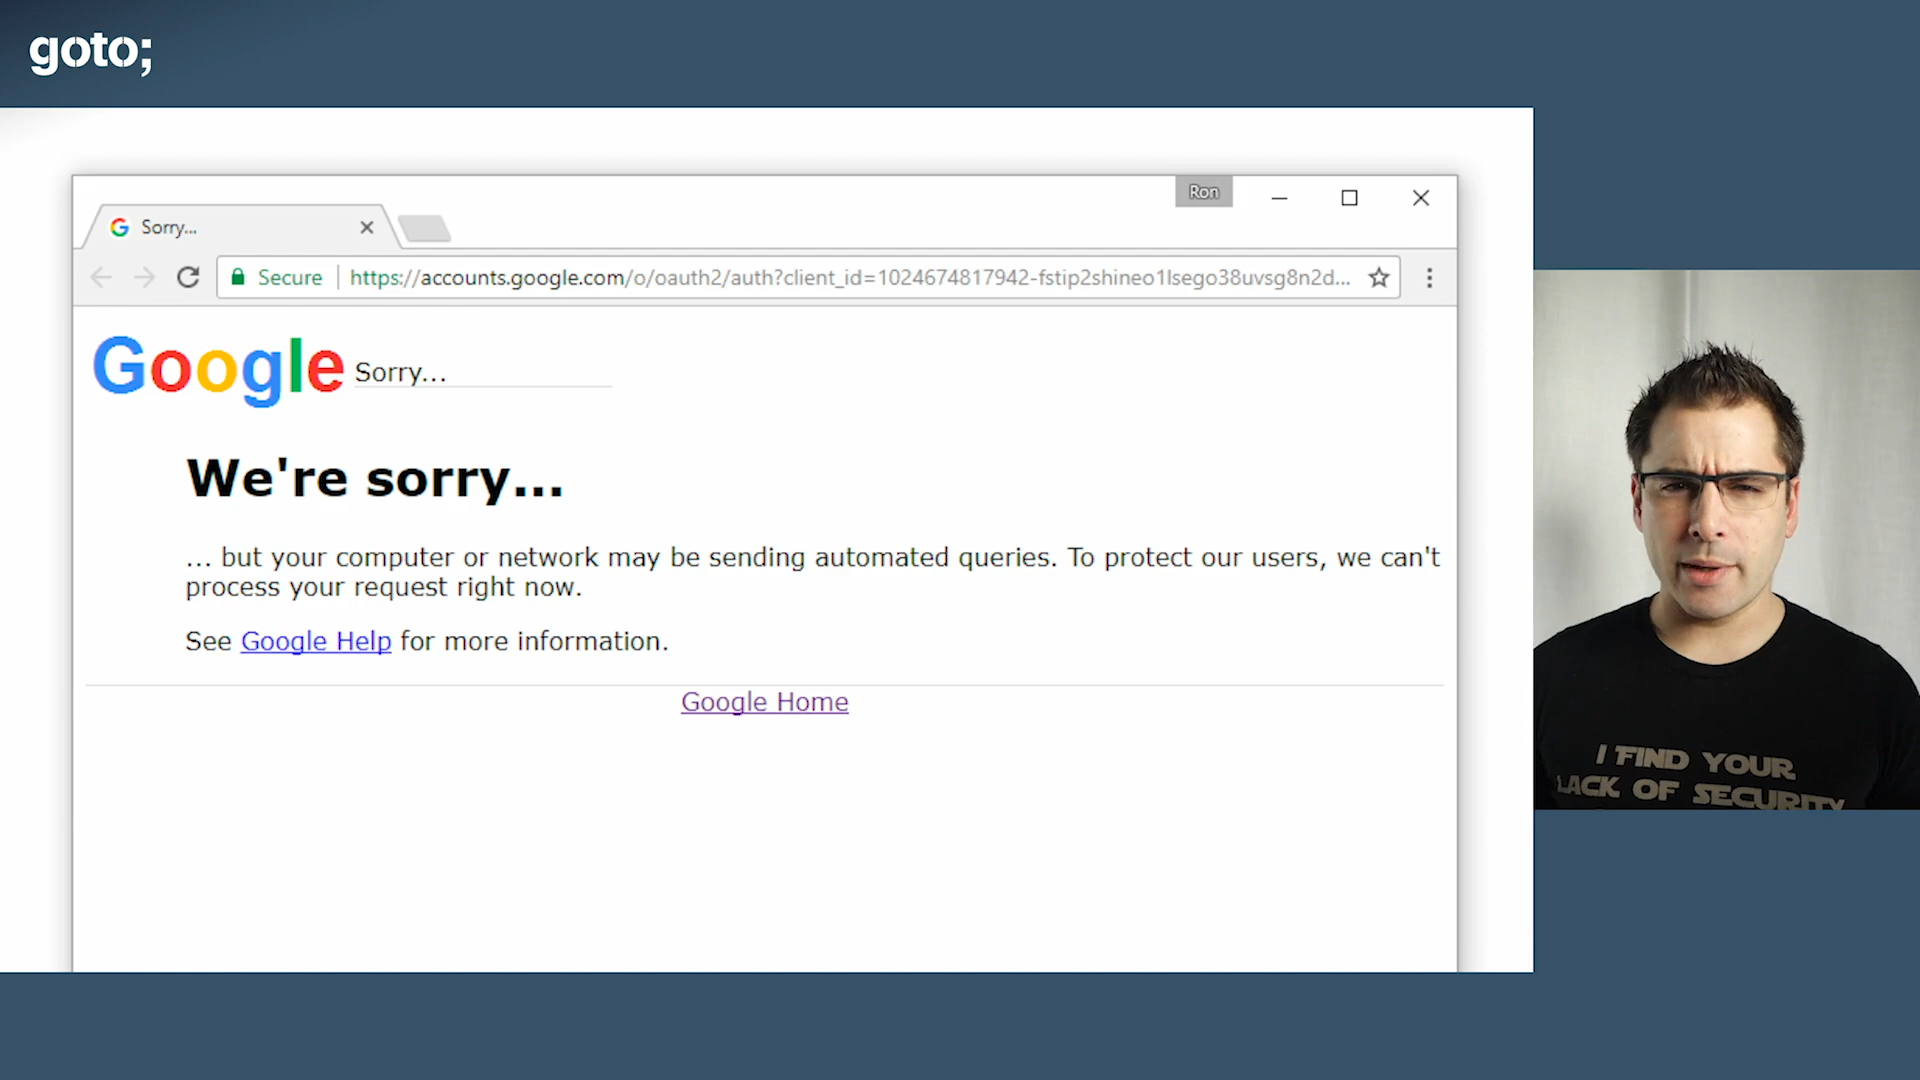 goto;
Ron
Sorry...
Secure
https://accounts.google.com/o/oauth2/auth?client_id=1024674817942-fstip2shineo1lsego38uvsg8n2d...
Google Sorry...
We're sorry...
... but your computer or network may be sending automated queries. To protect our users, we can't
process your request right now.
See Google Help for more information.
Google Home
I FIND YOUR
LACK OF SECURITY